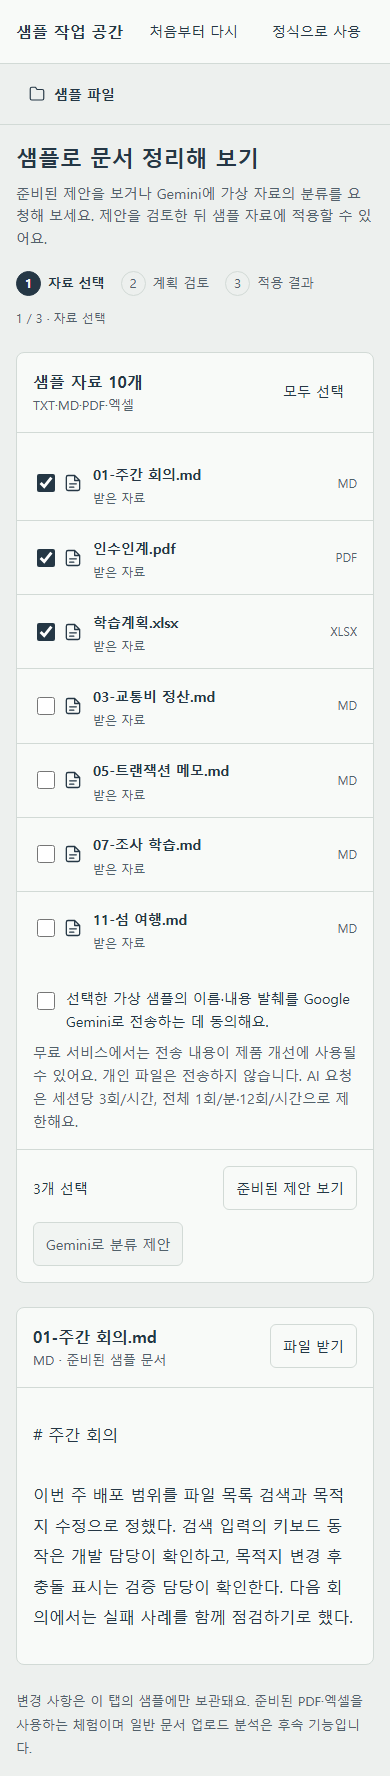 샘플 작업 공간
처음부터 다시
정식으로 사용
샘플 파일
샘플로 문서 정리해 보기
준비된 제안을 보거나 Gemini에 가상 자료의 분류를 요
청해 보세요. 제안을 검토한 뒤 샘플 자료에 적용할 수 있
어요.
1 자료 선택
2 계획 검토
3 적용 결과
1 / 3 · 자료 선택
샘플 자료 10개
TXT·MD·PDF·엑셀
모두 선택
01-주간 회의.md
받은 자료
MD
인수인계.pdf
받은 자료
PDF
학습계획.xlsx
받은 자료
XLSX
03-교통비 정산.md
받은 자료
MD
05-트랜잭션 메모.md
받은 자료
MD
07-조사 학습.md
받은 자료
MD
11-섬 여행.md
받은 자료
MD
선택한 가상 샘플의 이름·내용 발췌를 Google
Gemini로 전송하는 데 동의해요.
무료 서비스에서는 전송 내용이 제품 개선에 사용될
수 있어요. 개인 파일은 전송하지 않습니다. AI 요청
은 세션당 3회/시간, 전체 1회/분·12회/시간으로 제
한해요.
3개 선택
준비된 제안 보기
Gemini로 분류 제안
01-주간 회의.md
MD · 준비된 샘플 문서
파일 받기
# 주간 회의
이번 주 배포 범위를 파일 목록 검색과 목적
지 수정으로 정했다. 검색 입력의 키보드 동
작은 개발 담당이 확인하고, 목적지 변경 후
충돌 표시는 검증 담당이 확인한다. 다음 회
의에서는 실패 사례를 함께 점검하기로 했다.
변경 사항은 이 탭의 샘플에만 보관돼요. 준비된 PDF·엑셀을
사용하는 체험이며 일반 문서 업로드 분석은 후속 기능입니
다.